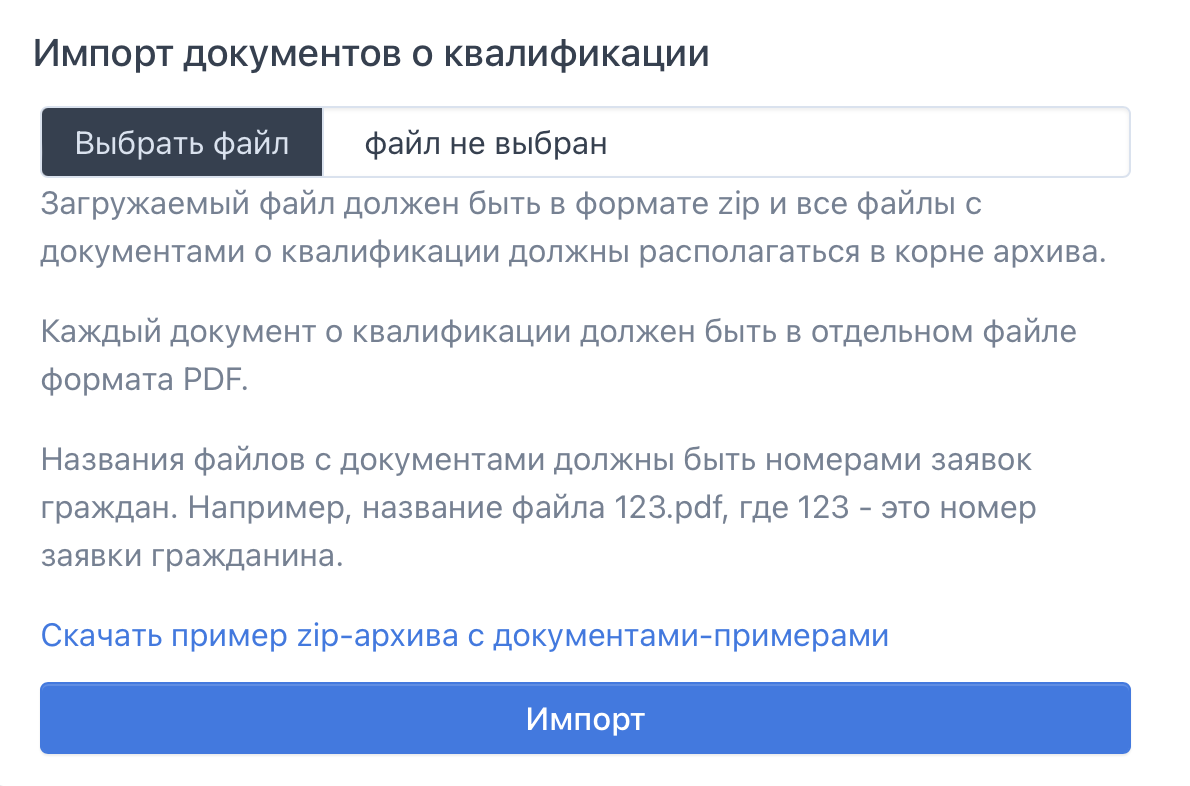 Импорт документов о квалификации
Выбрать файл файл не выбран
Загружаемый файл должен быть в формате zip и все файлы с
документами о квалификации должны располагаться в корне архива.
Каждый документ о квалификации должен быть в отдельном файле
формата PDF.
Названия файлов с документами должны быть номерами заявок
граждан. Например, название файла 123.pdf, где 123 - это номер
заявки гражданина.
Скачать пример zip-архива с документами-примерами
Импорт